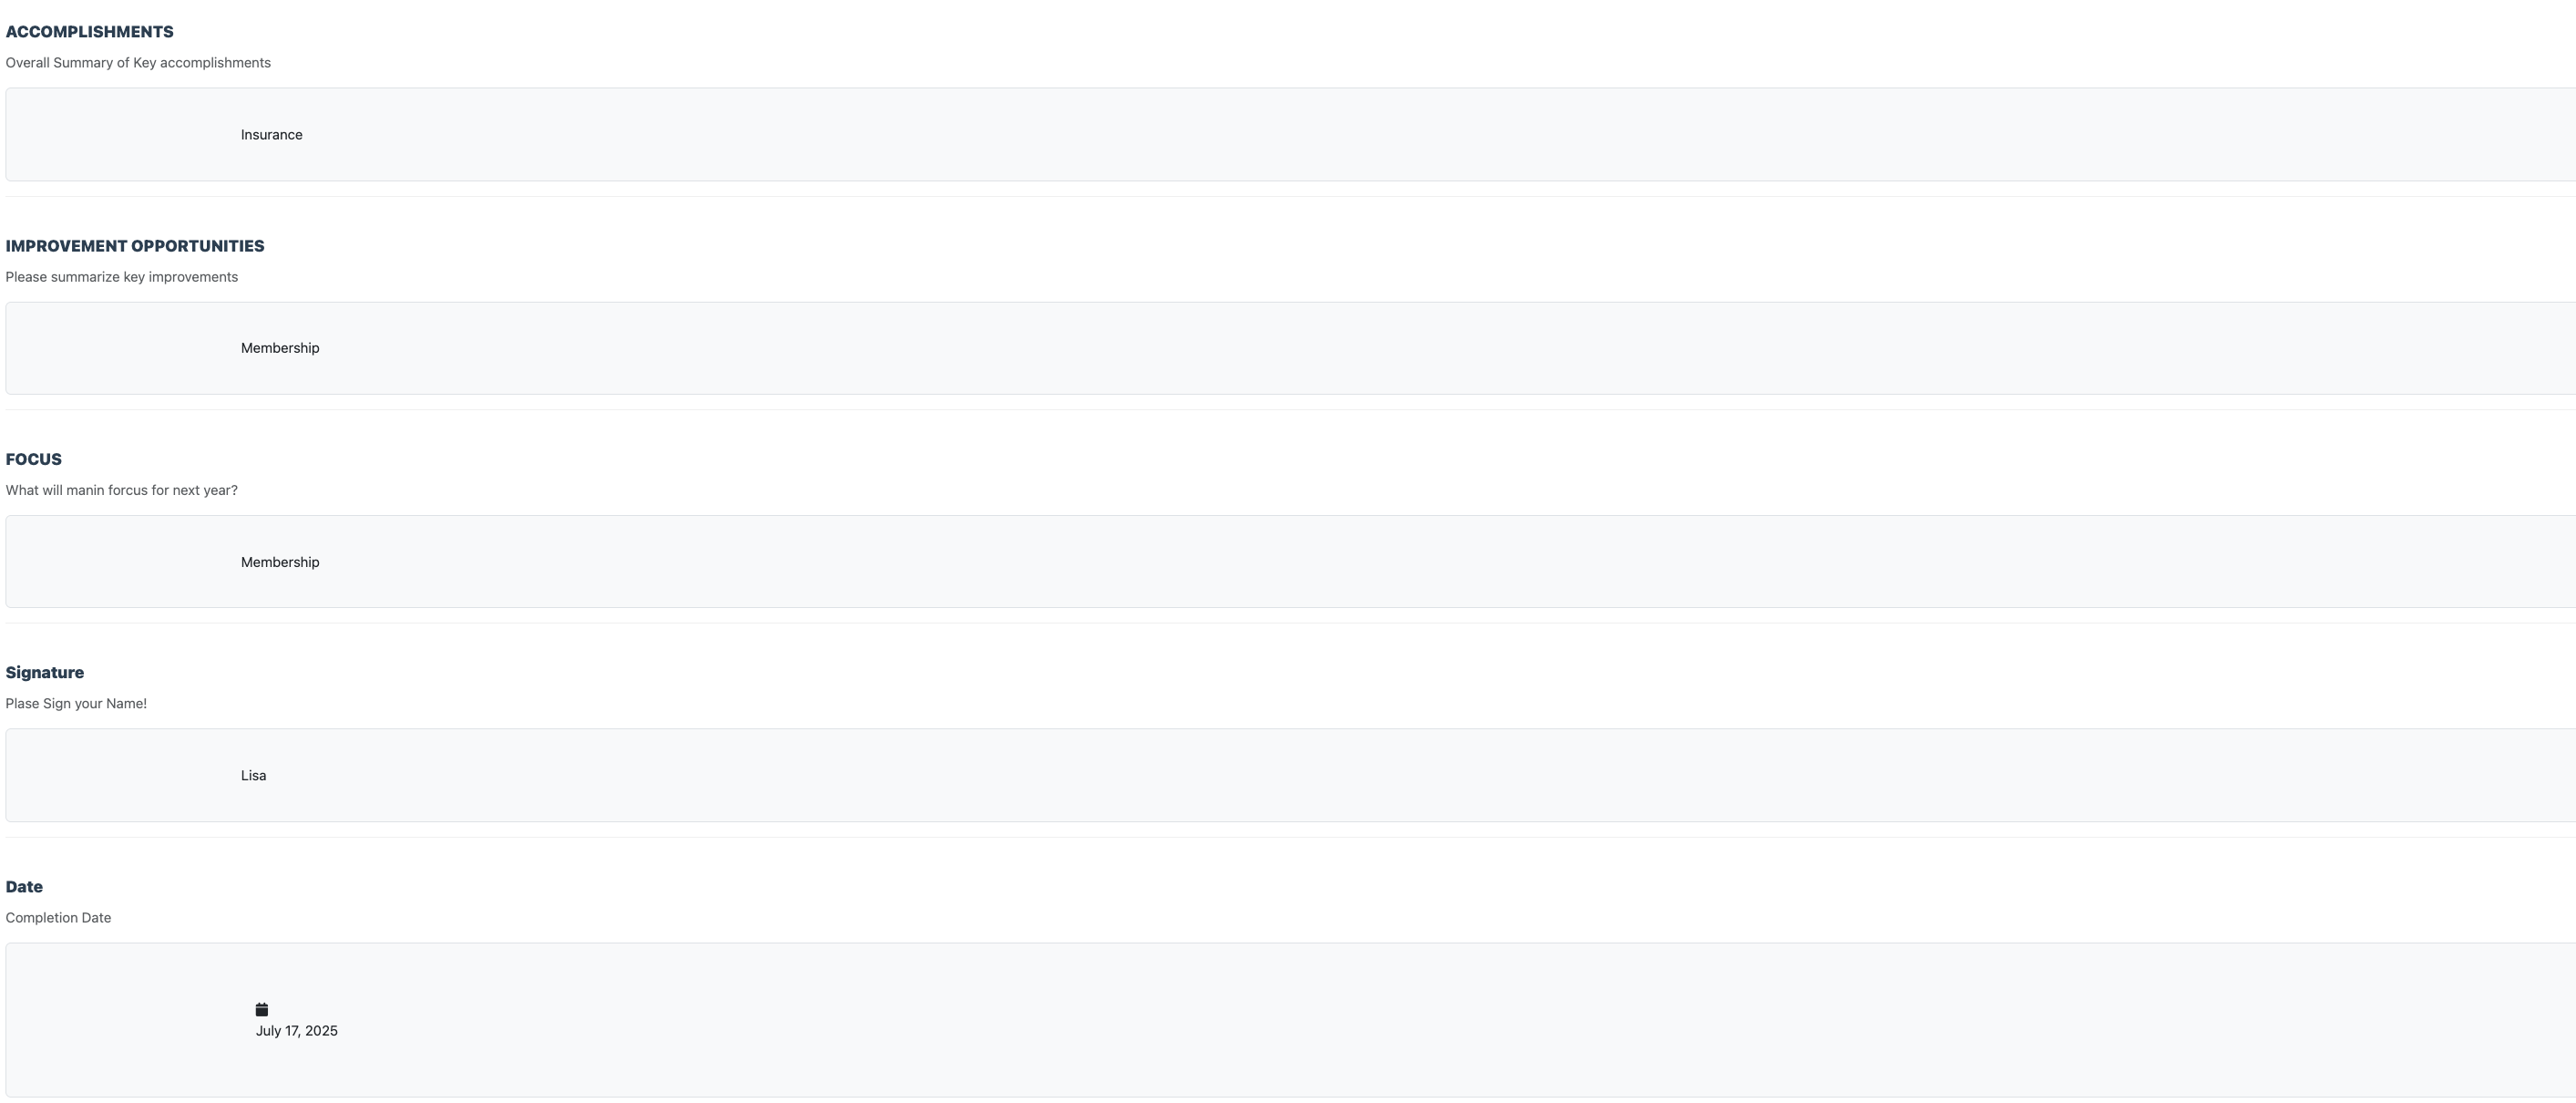 ACCOMPLISHMENTS
Overall Summary of Key accomplishments
Insurance
IMPROVEMENT OPPORTUNITIES
Please summarize key improvements
Membership
FOCUS
What will manin forcus for next year?
Membership
Signature
Plase Sign your Name!
Lisa
Date
Completion Date
July 17, 2025